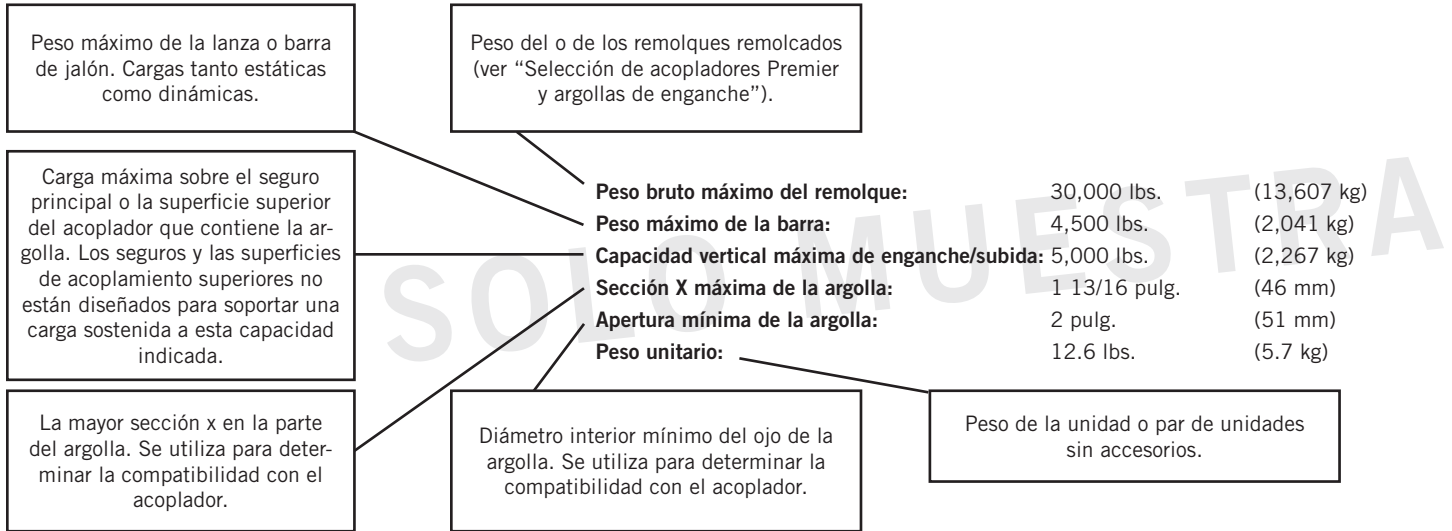 Peso máximo de la lanza o barra
de jalón. Cargas tanto estáticas
como dinámicas.
Peso del o de los remolques remolcados
(ver “Selección de acopladores Premier
y argollas de enganche”).
Carga máxima sobre el seguro
principal o la superficie superior
del acoplador que contiene la ar-
golla. Los seguros y las superficies
de acoplamiento superiores no
están diseñados para soportar una
carga sostenida a esta capacidad
indicada.
Peso bruto máximo del remolque: 30,000 lbs. (13,607 kg)
Peso máximo de la barra: 4,500 lbs. (2,041 kg)
Capacidad vertical máxima de enganche/subida: 5,000 lbs. (2,267 kg)
Sección X máxima de la argolla: 1 13/16 pulg. (46 mm)
Apertura mínima de la argolla: 2 pulg. (51 mm)
Peso unitario: 12.6 lbs. (5.7 kg)
SOLO MUESTRA
La mayor sección x en la parte
del argolla. Se utiliza para deter-
minar la compatibilidad con el
acoplador.
Diámetro interior mínimo del ojo de la
argolla. Se utiliza para determinar la
compatibilidad con el acoplador.
Peso de la unidad o par de unidades
sin accesorios.